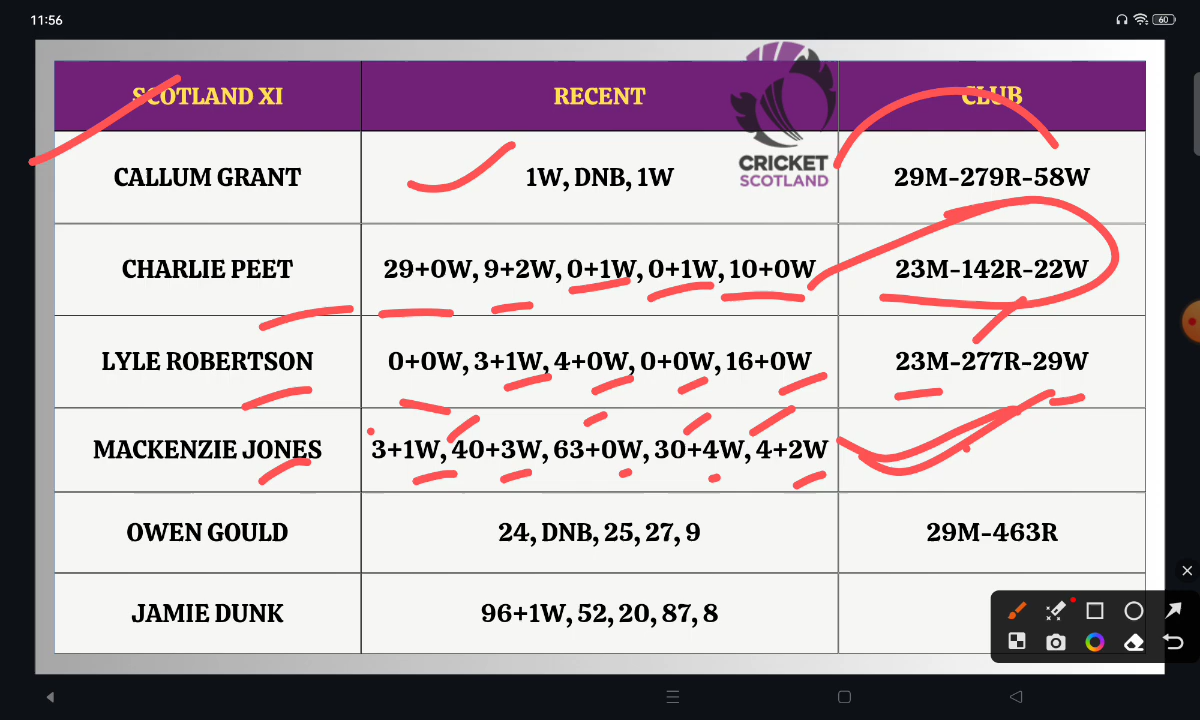 11:56
60
SCOTLAND XI RECENT CLUB
CRICKET
SCOTLAND
CALLUM GRANT 1W, DNB, 1W 29M-279R-58W
CHARLIE PEET 29+0W, 9+2W, 0+1W, 0+1W, 10+0W 23M-142R-22W
LYLE ROBERTSON 0+0W, 3+1W, 4+0W, 0+0W, 16+0W 23M-277R-29W
MACKENZIE JONES 3+1W, 40+3W, 63+0W, 30+4W, 4+2W
OWEN GOULD 24, DNB, 25, 27, 9 29M-463R
JAMIE DUNK 96+1W, 52, 20, 87, 8